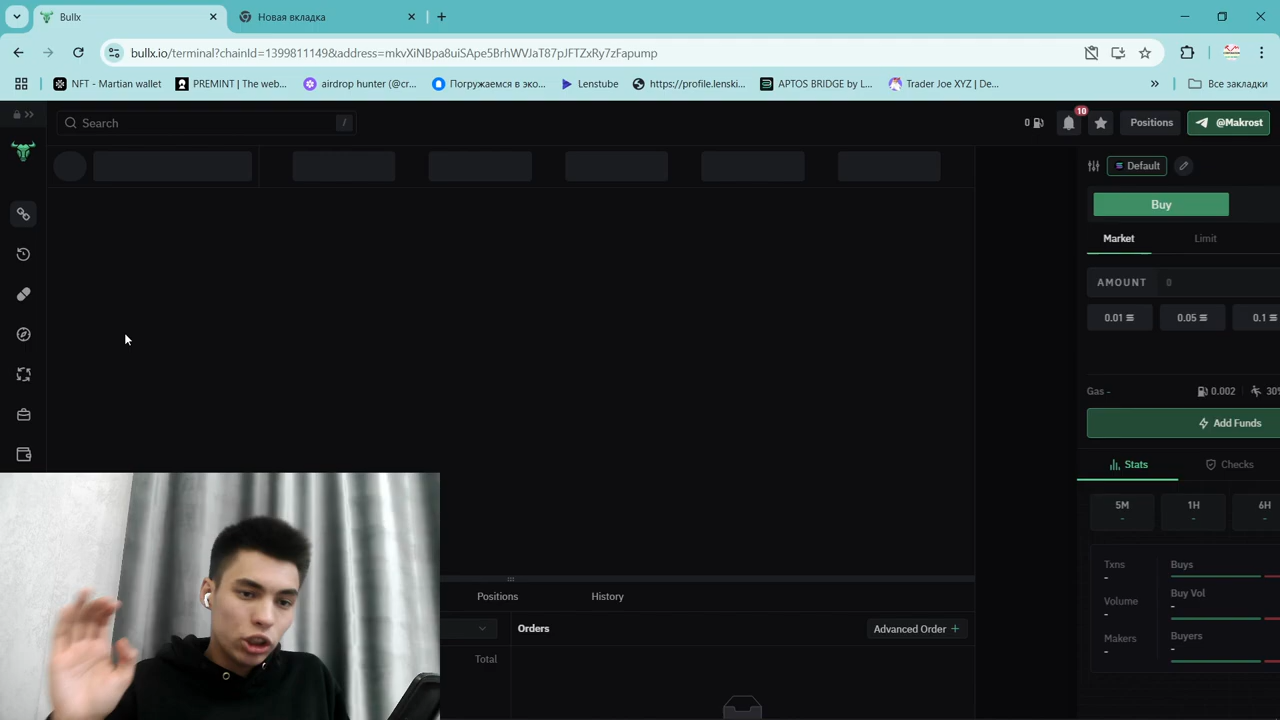 Bullx
Новая вкладка
bullx.io/terminal?chainId=1399811149&address=mkvXiNBpa8uiSApe5BrhWVJaT87pJFTZxRy7zFapump
NFT - Martian wallet
PREMINT | The web...
airdrop hunter (@cr...
Погружаемся в эко...
Lenstube
https://profile.lenski...
APTOS BRIDGE by L...
Trader Joe XYZ | De...
»
Все закладки
Search
/
0
10
Positions
@Makrost
Default
Buy
Market
Limit
AMOUNT
0
0.01
0.05
0.1
Gas -
0.002
30%
Add Funds
Stats
Checks
5M
1H
6H
-
-
-
Txns
-
Buys
Volume
-
Buy Vol
-
Makers
-
Buyers
-
Positions
History
Orders
Advanced Order +
Total